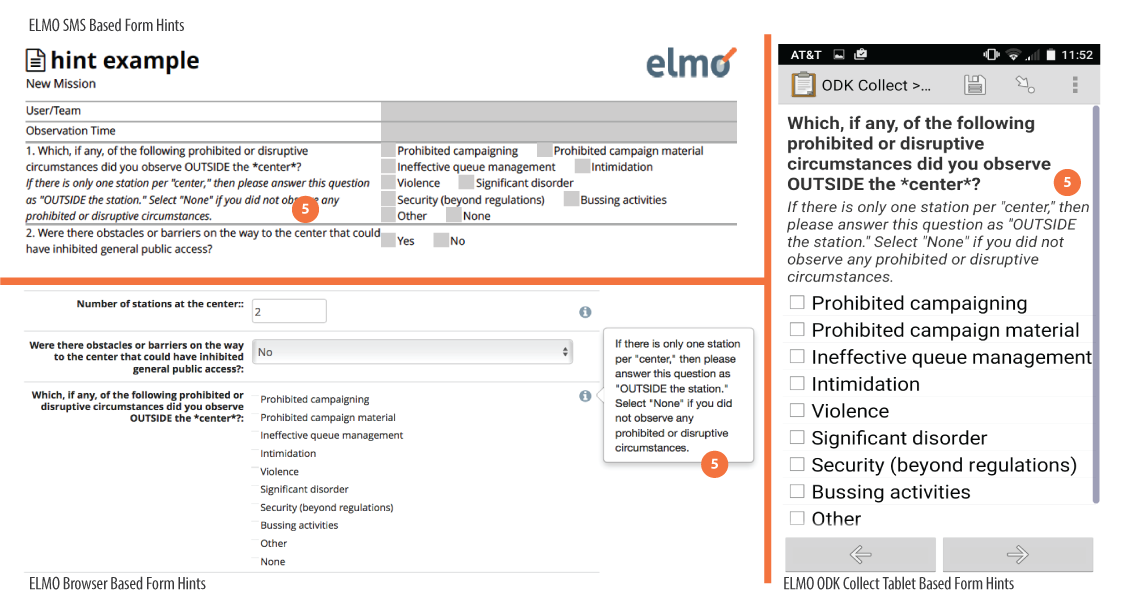 ELMO SMS Based Form Hints
hint example
elmo
New Mission
User/Team
Observation Time
1. Which, if any, of the following prohibited or disruptive
circumstances did you observe OUTSIDE the *center*?
If there is only one station per "center," then please answer this question
as "OUTSIDE the station." Select "None" if you did not observe any
prohibited or disruptive circumstances.
5
Prohibited campaigning Prohibited campaign material
Ineffective queue management Intimidation
Violence Significant disorder
Security (beyond regulations) Bussing activities
Other None
2. Were there obstacles or barriers on the way to the center that could
have inhibited general public access?
Yes No
Number of stations at the center::
2
Were there obstacles or barriers on the way
to the center that could have inhibited
general public access?:
No
Which, if any, of the following prohibited or
disruptive circumstances did you observe
OUTSIDE the *center*?:
Prohibited campaigning
Prohibited campaign material
Ineffective queue management
Intimidation
Violence
Significant disorder
Security (beyond regulations)
Bussing activities
Other
None
If there is only one station
per "center," then please
answer this question as
"OUTSIDE the station."
Select "None" if you did
not observe any
prohibited or disruptive
circumstances.
5
ELMO Browser Based Form Hints
AT&T 11:52
ODK Collect >...
Which, if any, of the following
prohibited or disruptive
circumstances did you observe
OUTSIDE the *center*?
5
If there is only one station per "center," then
please answer this question as "OUTSIDE
the station." Select "None" if you did not
observe any prohibited or disruptive
circumstances.
Prohibited campaigning
Prohibited campaign material
Ineffective queue management
Intimidation
Violence
Significant disorder
Security (beyond regulations)
Bussing activities
Other
ELMO ODK Collect Tablet Based Form Hints